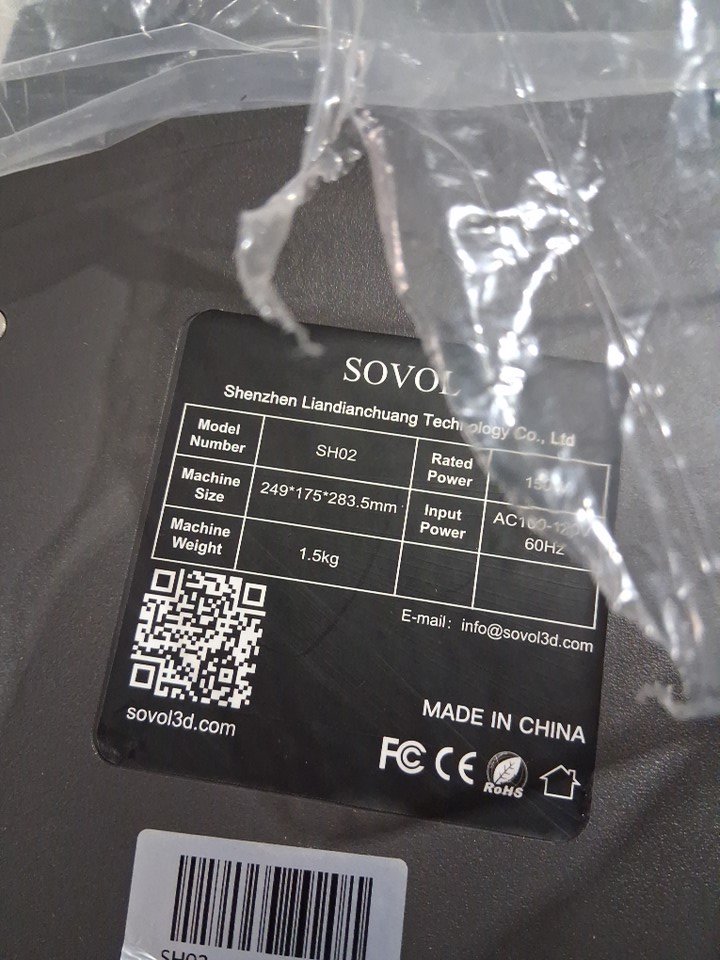 SOVOL
Shenzhen Liandianchuang Technology Co., Ltd
Model Number
SH02
Rated Power
Machine Size
249*175*283.5mm
Input Power
60Hz
Machine Weight
1.5kg
E-mail: info@sovol3d.com
sovol3d.com
MADE IN CHINA
FC CE RoHS
SH02